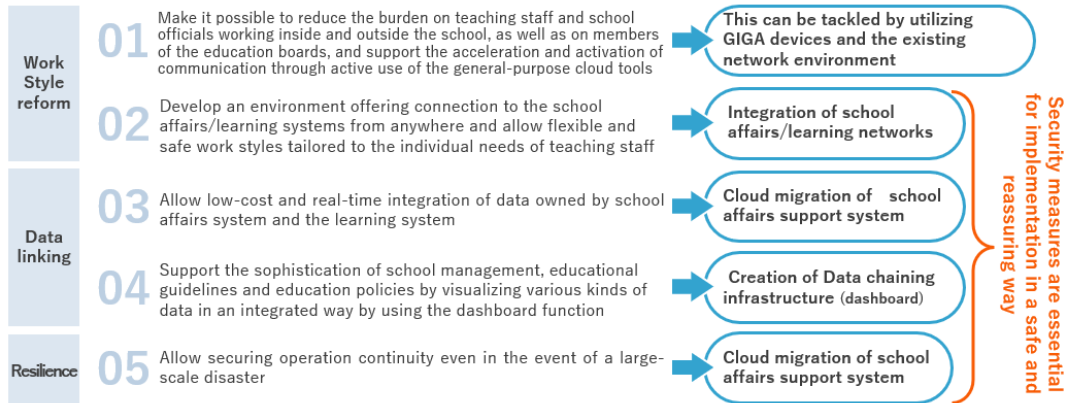 Work
Style
reform
01
Make it possible to reduce the burden on teaching staff and school
officials working inside and outside the school, as well as on members
of the education boards, and support the acceleration and activation of
communication through active use of the general-purpose cloud tools
This can be tackled by utilizing
GIGA devices and the existing
network environment
02
Develop an environment offering connection to the school
affairs/learning systems from anywhere and allow flexible and
safe work styles tailored to the individual needs of teaching staff
Integration of school
affairs/learning networks
Data
linking
03
Allow low-cost and real-time integration of data owned by school
affairs system and the learning system
Cloud migration of school
affairs support system
04
Support the sophistication of school management, educational
guidelines and education policies by visualizing various kinds of
data in an integrated way by using the dashboard function
Creation of Data chaining
infrastructure (dashboard)
Resilience
05
Allow securing operation continuity even in the event of a large-
scale disaster
Cloud migration of school
affairs support system
Security measures are essential
for implementation in a safe and
reassuring way